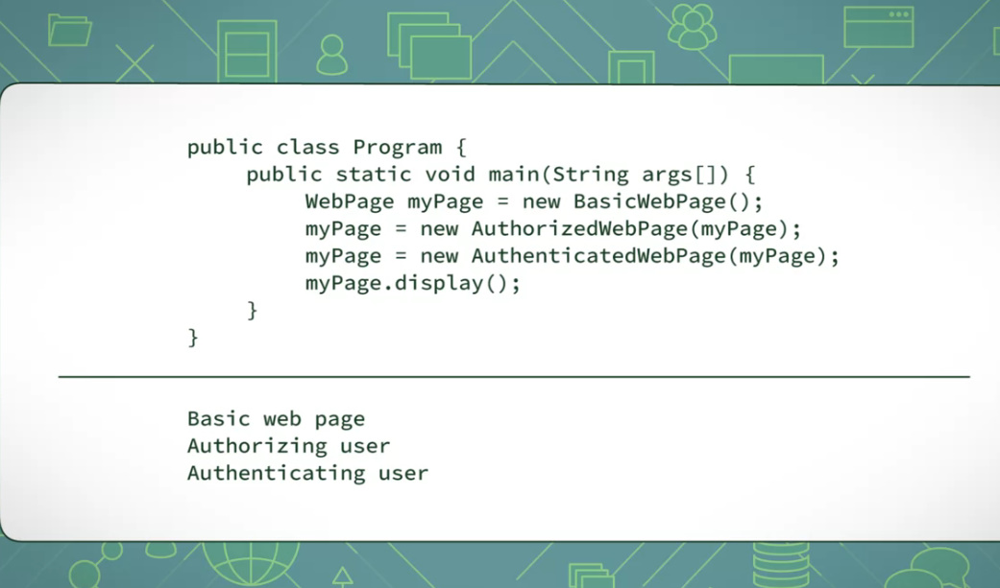 public class Program {
public static void main(String args[]) {
WebPage myPage = new BasicWebPage();
myPage = new AuthorizedWebPage(myPage);
myPage = new AuthenticatedWebPage(myPage);
myPage.display();
}
}
Basic web page
Authorizing user
Authenticating user